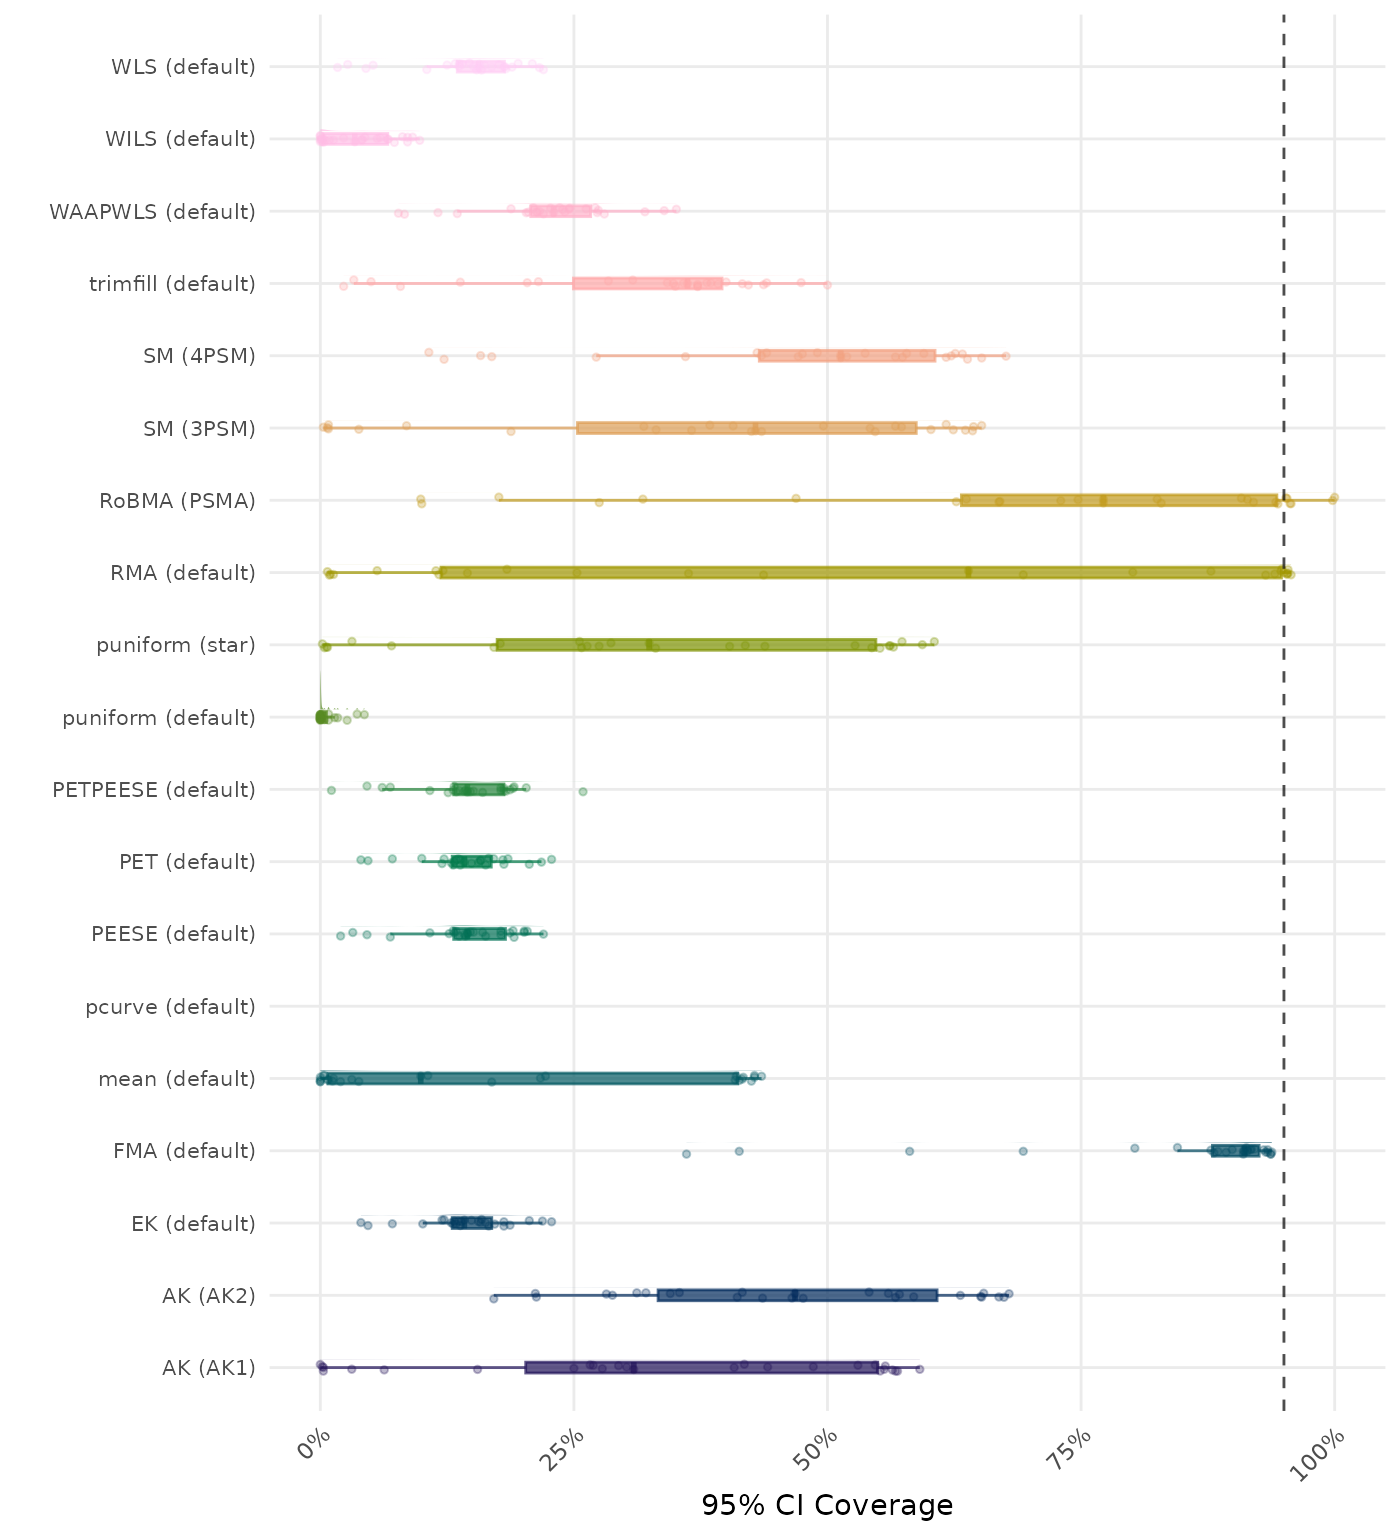 WLS (default)
WILS (default)
WAAPWLS (default)
trimfill (default)
SM (4PSM)
SM (3PSM)
RoBMA (PSMA)
RMA (default)
puniform (star)
puniform (default)
PETPEESE (default)
PET (default)
PEESE (default)
pcurve (default)
mean (default)
FMA (default)
EK (default)
AK (AK2)
AK (AK1)
0% 25% 50% 75% 100%
95% CI Coverage